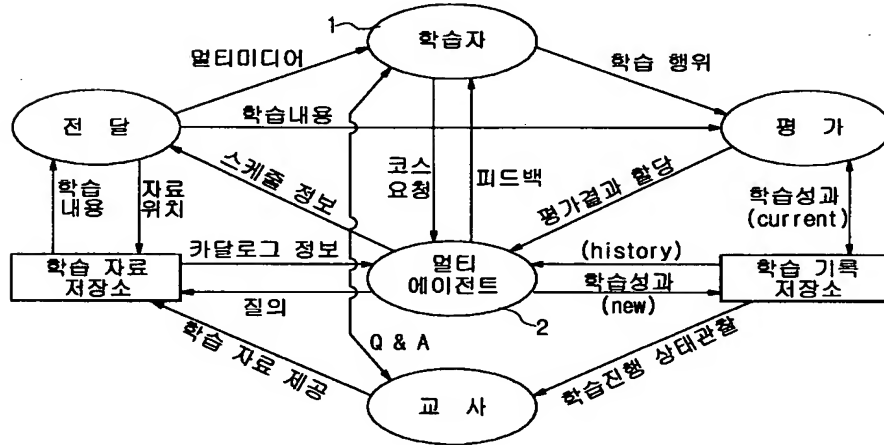 1
학습자
멀티미디어
학습 행위
전 달
학습내용
평 가
학습
내용
자료
위치
스케줄 정보
코스
요청
피드백
평가결과 할당
학습성과
(current)
학습 자료
저장소
카달로그 정보
멀티
에이전트
(history)
학습 기록
저장소
질의
학습성과
(new)
2
Q & A
학습 자료 제공
학습진행 상태관찰
교 사